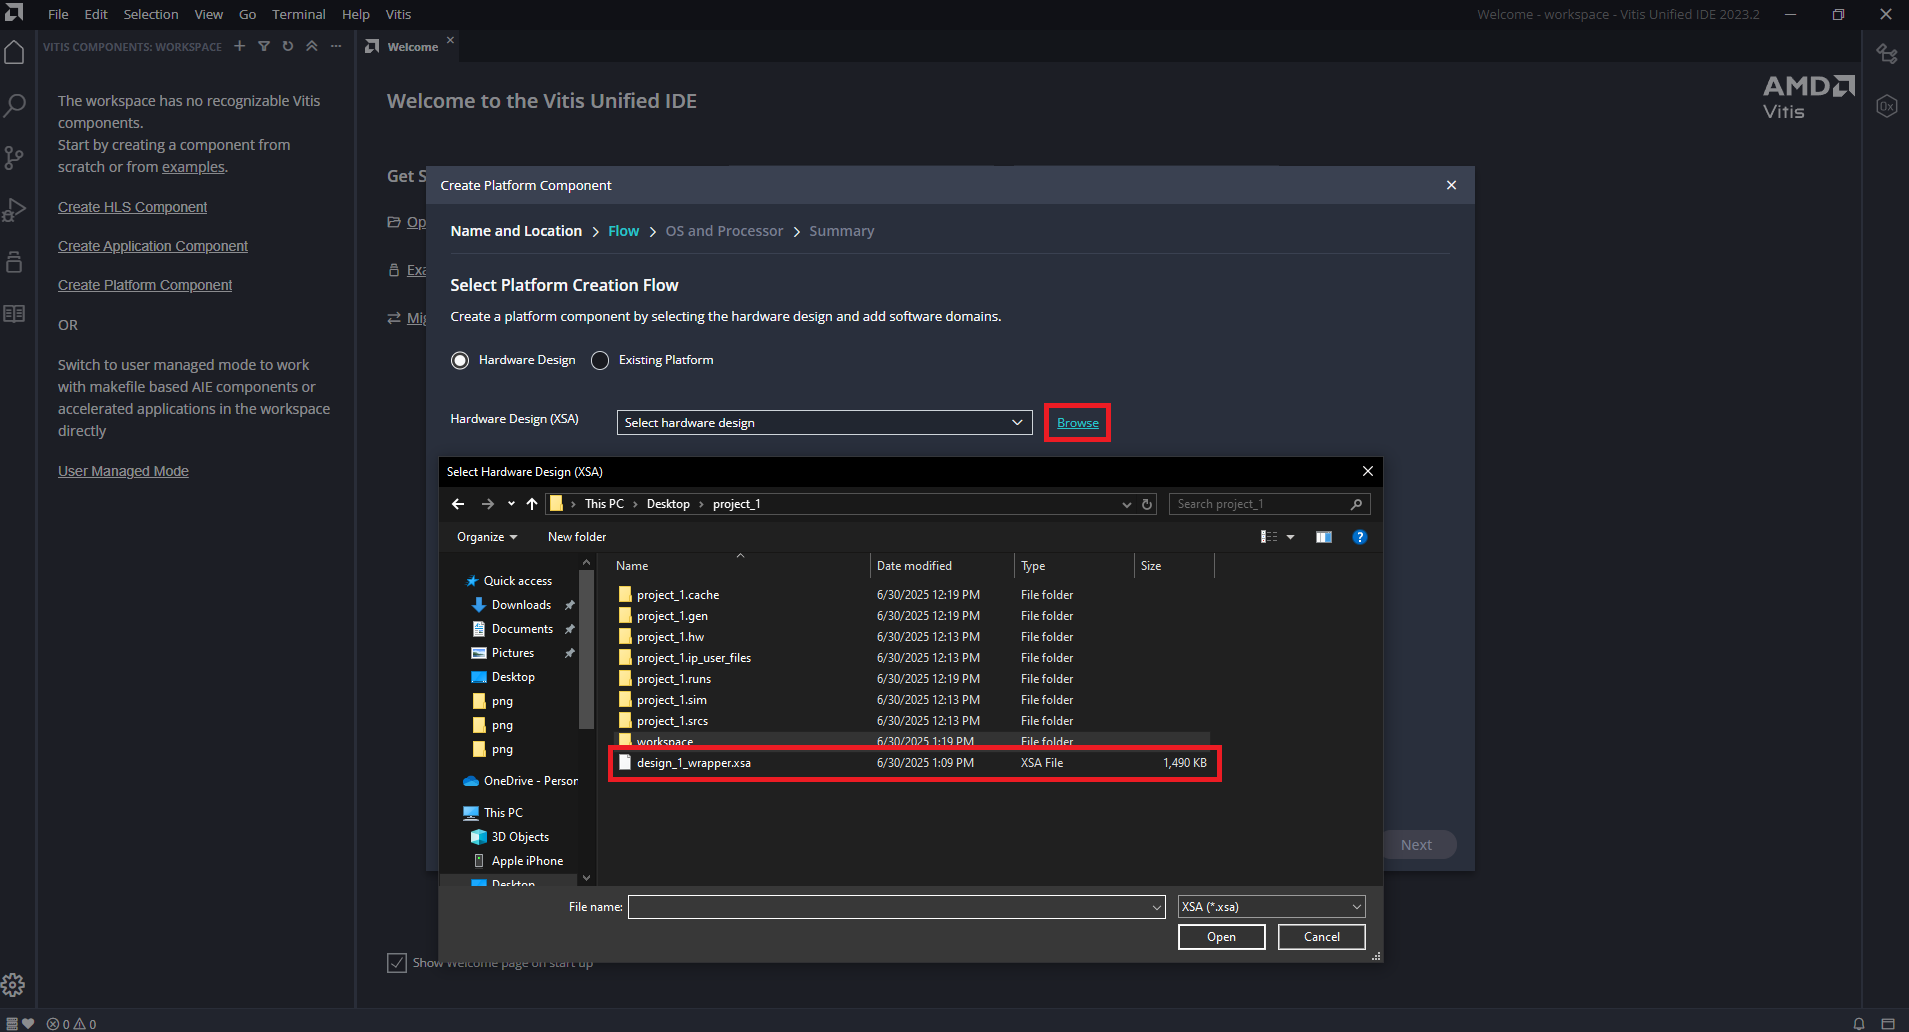 File Edit Selection View Go Terminal Help Vitis
Welcome - workspace - Vitis Unified IDE 2023.2
VITIS COMPONENTS: WORKSPACE
Welcome
The workspace has no recognizable Vitis
components.
Start by creating a component from
scratch or from examples.
Create HLS Component
Create Application Component
Create Platform Component
OR
Switch to user managed mode to work
with makefile based AIE components or
accelerated applications in the workspace
directly
User Managed Mode
Welcome to the Vitis Unified IDE
AMD
Vitis
0x
Get S
Op
Exa
Mig
Create Platform Component
Name and Location > Flow > OS and Processor > Summary
Select Platform Creation Flow
Create a platform component by selecting the hardware design and add software domains.
Hardware Design Existing Platform
Hardware Design (XSA) Select hardware design Browse
Select Hardware Design (XSA)
This PC > Desktop > project_1
Search project_1
Organize New folder
?
Quick access
Downloads
Documents
Pictures
Desktop
png
png
png
OneDrive - Person
This PC
3D Objects
Apple iPhone
Desktop
Name Date modified Type Size
project_1.cache 6/30/2025 12:19 PM File folder
project_1.gen 6/30/2025 12:19 PM File folder
project_1.hw 6/30/2025 12:13 PM File folder
project_1.ip_user_files 6/30/2025 12:13 PM File folder
project_1.runs 6/30/2025 12:19 PM File folder
project_1.sim 6/30/2025 12:13 PM File folder
project_1.srcs 6/30/2025 12:13 PM File folder
workspace 6/30/2025 1:19 PM File folder
design_1_wrapper.xsa 6/30/2025 1:09 PM XSA File 1,490 KB
Next
File name:
XSA (*.xsa)
Open Cancel
Show Welcome page on start up
0 0